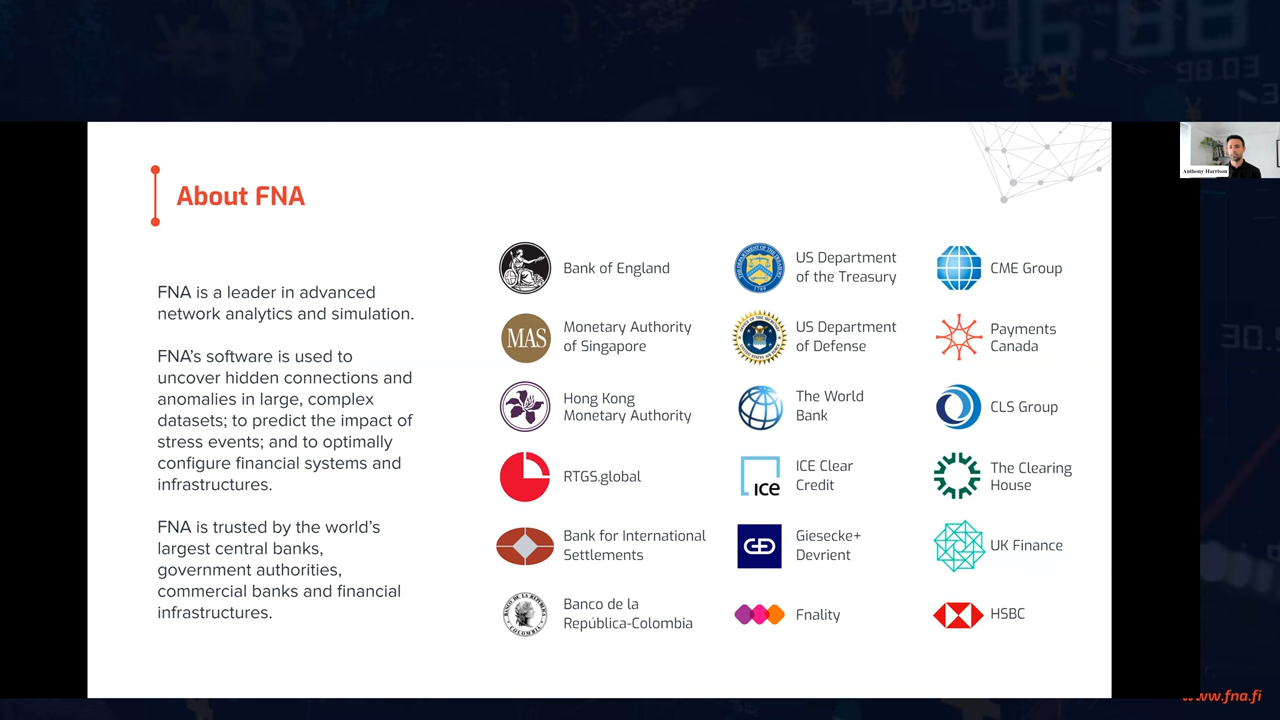 46.88
98.03
30.
Anthony Harrison
About FNA
FNA is a leader in advanced
network analytics and simulation.
FNA's software is used to
uncover hidden connections and
anomalies in large, complex
datasets; to predict the impact of
stress events; and to optimally
configure financial systems and
infrastructures.
FNA is trusted by the world's
largest central banks,
government authorities,
commercial banks and financial
infrastructures.
Bank of England
MAS
Monetary Authority
of Singapore
Hong Kong
Monetary Authority
RTGS.global
Bank for International
Settlements
Banco de la
República-Colombia
US Department
of the Treasury
US Department
of Defense
The World
Bank
ICE
ICE Clear
Credit
Giesecke+
Devrient
Fnality
CME Group
Payments
Canada
CLS Group
The Clearing
House
UK Finance
HSBC
www.fna.fi